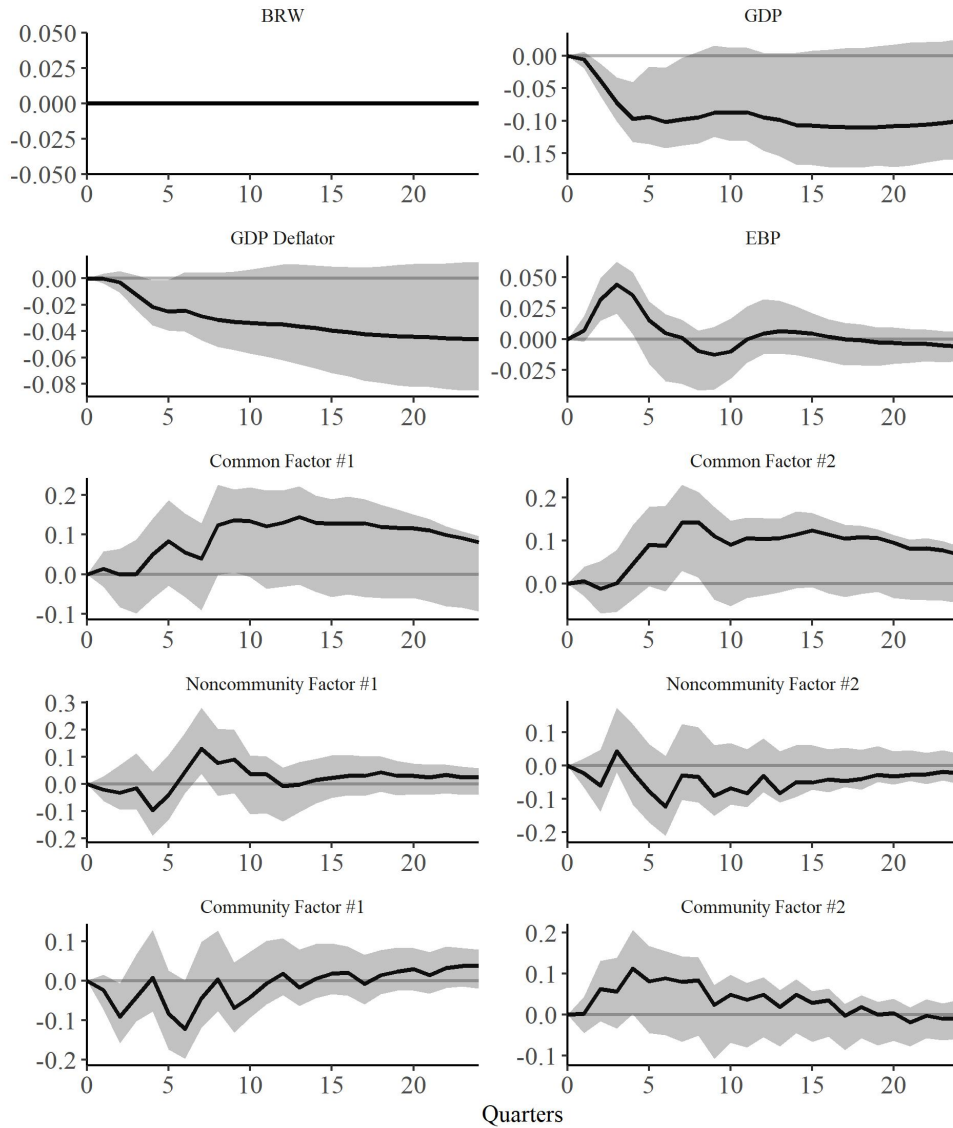 BRW
0.050
0.025
0.000
-0.025
-0.050
0 5 10 15 20
GDP
0.00
-0.05
-0.10
-0.15
0 5 10 15 20
GDP Deflator
0.00
-0.02
-0.04
-0.06
-0.08
0 5 10 15 20
EBP
0.050
0.025
0.000
-0.025
0 5 10 15 20
Common Factor #1
0.2
0.1
0.0
-0.1
0 5 10 15 20
Common Factor #2
0.2
0.1
0.0
0 5 10 15 20
Noncommunity Factor #1
0.3
0.2
0.1
0.0
-0.1
-0.2
0 5 10 15 20
Noncommunity Factor #2
0.1
0.0
-0.1
-0.2
0 5 10 15 20
Community Factor #1
0.1
0.0
-0.1
-0.2
0 5 10 15 20
Community Factor #2
0.2
0.1
0.0
-0.1
0 5 10 15 20
Quarters